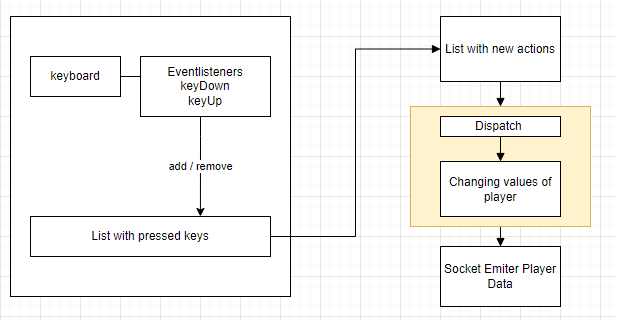 keyboard
Eventlisteners
keyDown
keyUp
add / remove
List with pressed keys
List with new actions
Dispatch
Changing values of
player
Socket Emiter Player
Data